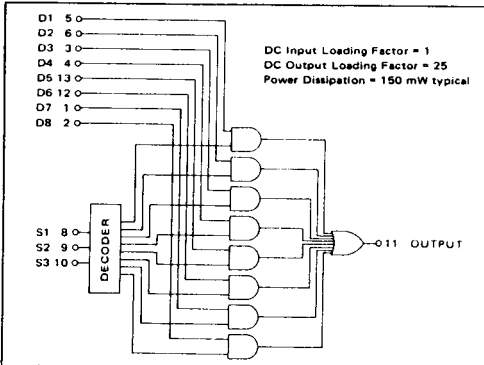 D1 5
D2 6
D3 3
D4 4
D5 13
D6 12
D7 1
D8 2
DC Input Loading Factor = 1
DC Output Loading Factor = 25
Power Dissipation = 150 mW typical
S1 8
S2 9
S3 10
DECODER
11 OUTPUT